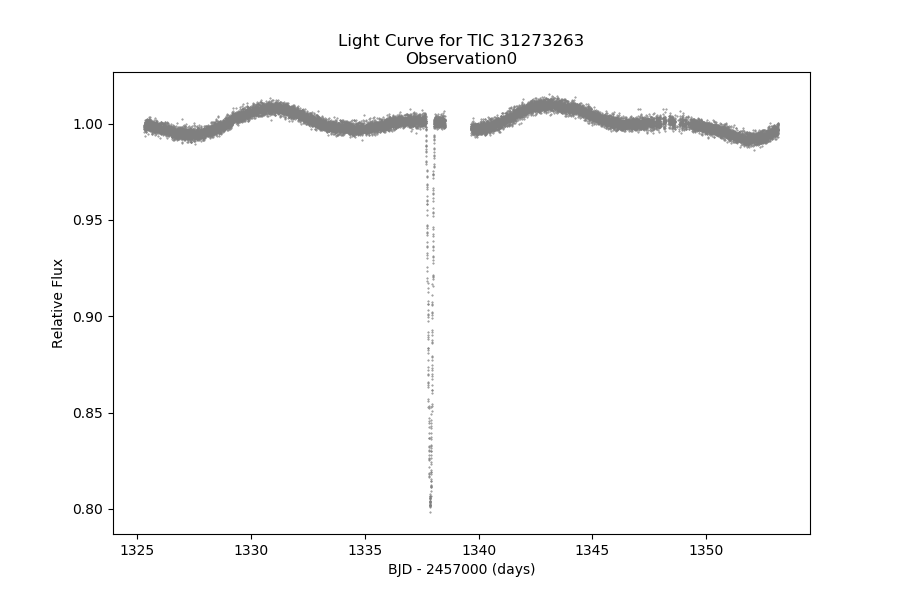 Light Curve for TIC 31273263
Observation0
1.00
0.95
0.90
0.85
0.80
Relative Flux
1325
1330
1335
1340
1345
1350
BJD - 2457000 (days)